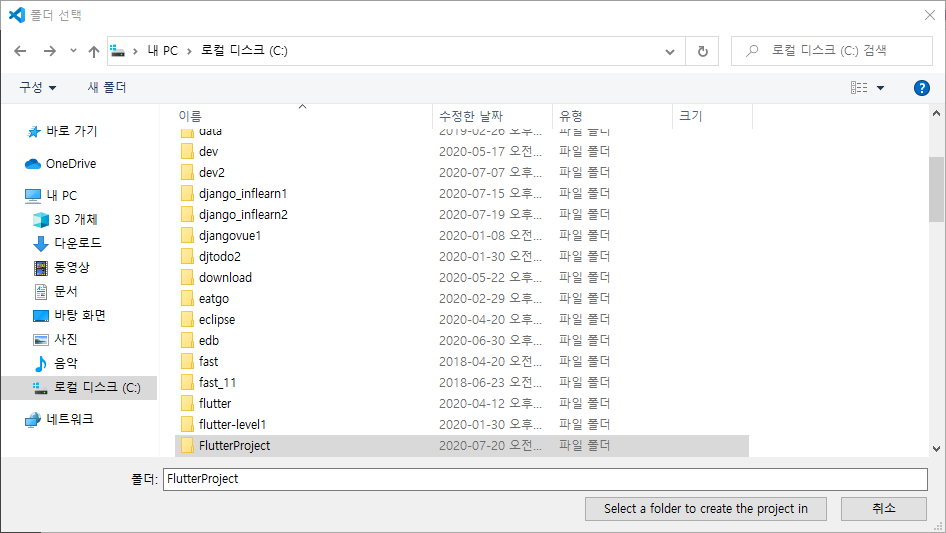 폴더 선택
내 PC > 로컬 디스크 (C:)
로컬 디스크 (C:) 검색
구성
새 폴더
바로 가기
OneDrive
내 PC
3D 개체
다운로드
동영상
문서
바탕 화면
사진
음악
로컬 디스크 (C:)
네트워크
이름 수정한 날짜 유형 크기
data 2019-02-26 오후... 파일 폴더
dev 2020-05-17 오전... 파일 폴더
dev2 2020-07-07 오후... 파일 폴더
django_inflearn1 2020-07-15 오후... 파일 폴더
django_inflearn2 2020-07-19 오후... 파일 폴더
djangovue1 2020-01-08 오전... 파일 폴더
djtodo2 2020-01-30 오전... 파일 폴더
download 2020-05-22 오후... 파일 폴더
eatgo 2020-02-29 오후... 파일 폴더
eclipse 2020-04-20 오후... 파일 폴더
edb 2020-06-30 오후... 파일 폴더
fast 2018-04-20 오전... 파일 폴더
fast_11 2018-06-23 오전... 파일 폴더
flutter 2020-04-12 오후... 파일 폴더
flutter-level1 2020-01-30 오후... 파일 폴더
FlutterProject 2020-07-20 오전... 파일 폴더
폴더: FlutterProject
Select a folder to create the project in
취소